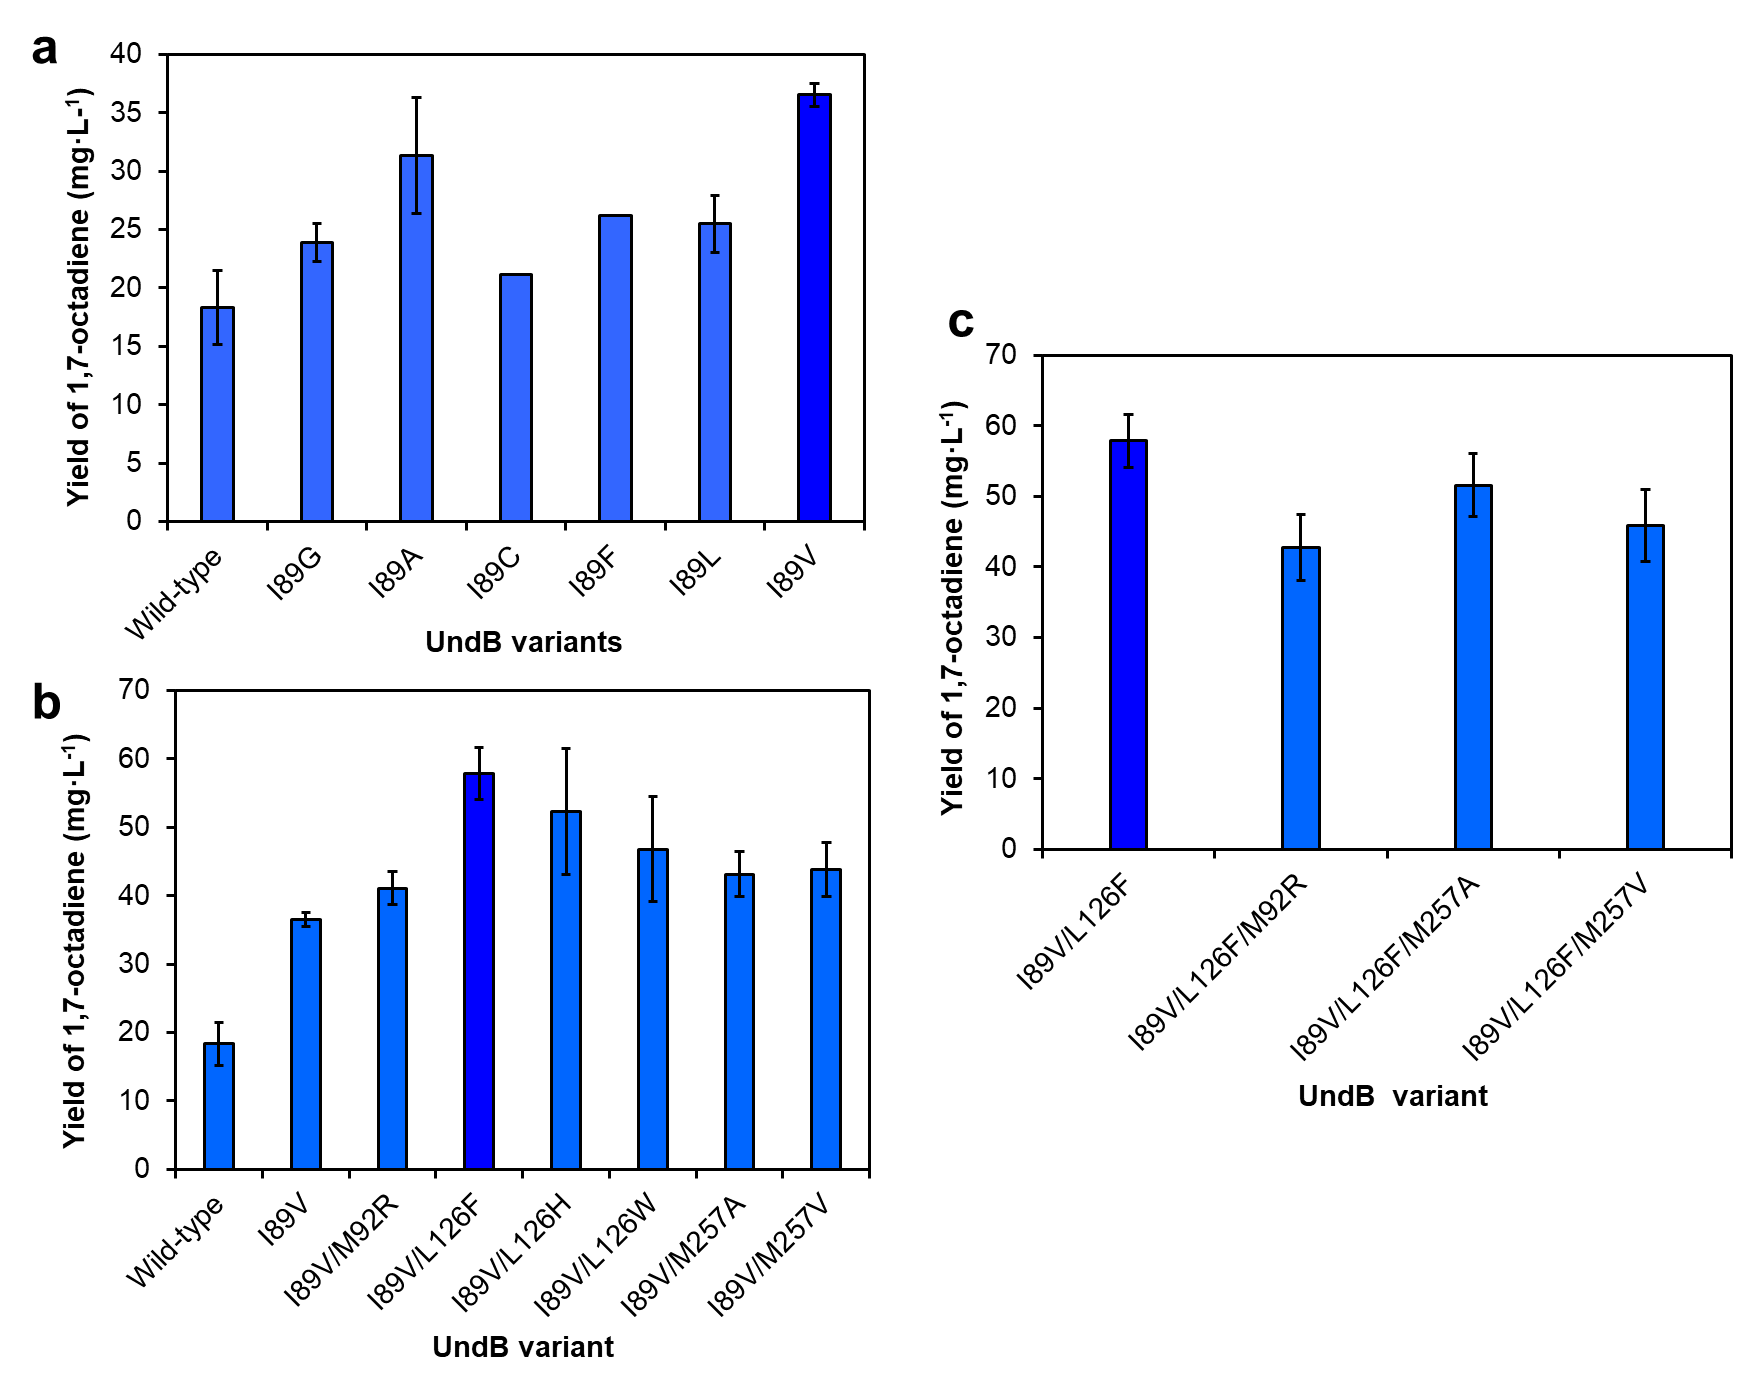 a
Yield of 1,7-octadiene (mg·L-¹)
40
35
30
25
20
15
10
5
0
Wild-type
I89G
I89A
I89C
I89F
I89L
I89V
UndB variants
b
Yield of 1,7-octadiene (mg·L⁻¹)
70
60
50
40
30
20
10
0
Wild-type
I89V
I89V/M92R
I89V/L126F
I89V/L126H
I89V/L126W
I89V/M257A
I89V/M257V
UndB variant
c
Yield of 1,7-octadiene (mg·L⁻¹)
70
60
50
40
30
20
10
0
I89V/L126F
I89V/L126F/M92R
I89V/L126F/M257A
I89V/L126F/M257V
UndB variant